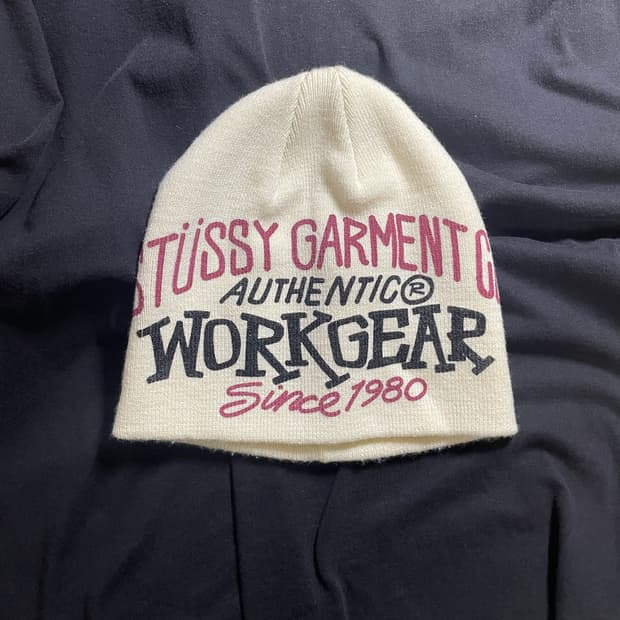 STÜSSY GARMENT C
AUTHENTIC®
WORKGEAR
Since 1980